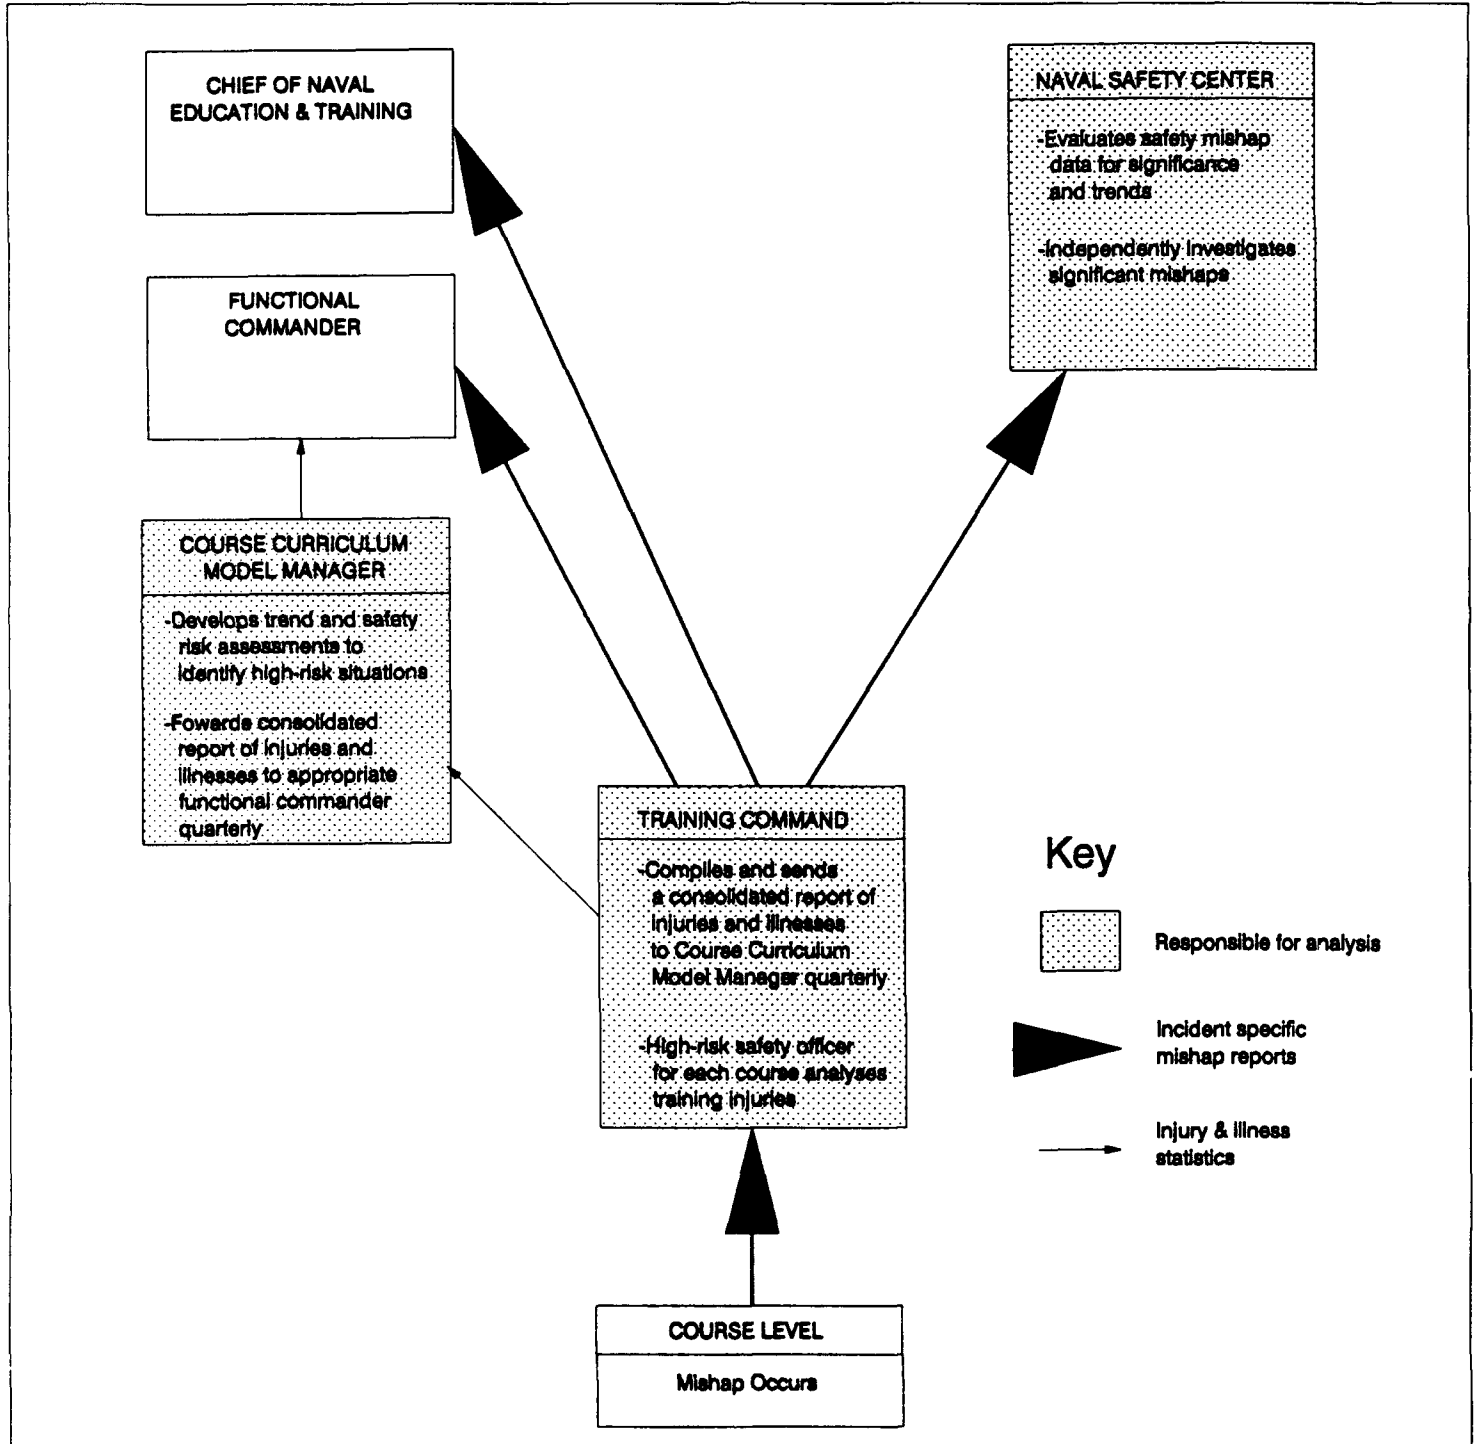 CHIEF OF NAVAL
EDUCATION & TRAINING
NAVAL SAFETY CENTER
-Evaluates safety mishap
data for significance
and trends
-Independently investigates
significant mishaps
FUNCTIONAL
COMMANDER
COURSE CURRICULUM
MODEL MANAGER
-Develops trend and safety
risk assessments to
identify high-risk situations
-Fowards consolidated
report of injuries and
illnesses to appropriate
functional commander
quarterly
TRAINING COMMAND
-Compiles and sends
a consolidated report of
injuries and illnesses
to Course Curriculum
Model Manager quarterly
-High-risk safety officer
for each course analyses
training injuries
Key
Responsible for analysis
Incident specific
mishap reports
Injury & illness
statistics
COURSE LEVEL
Mishap Occurs